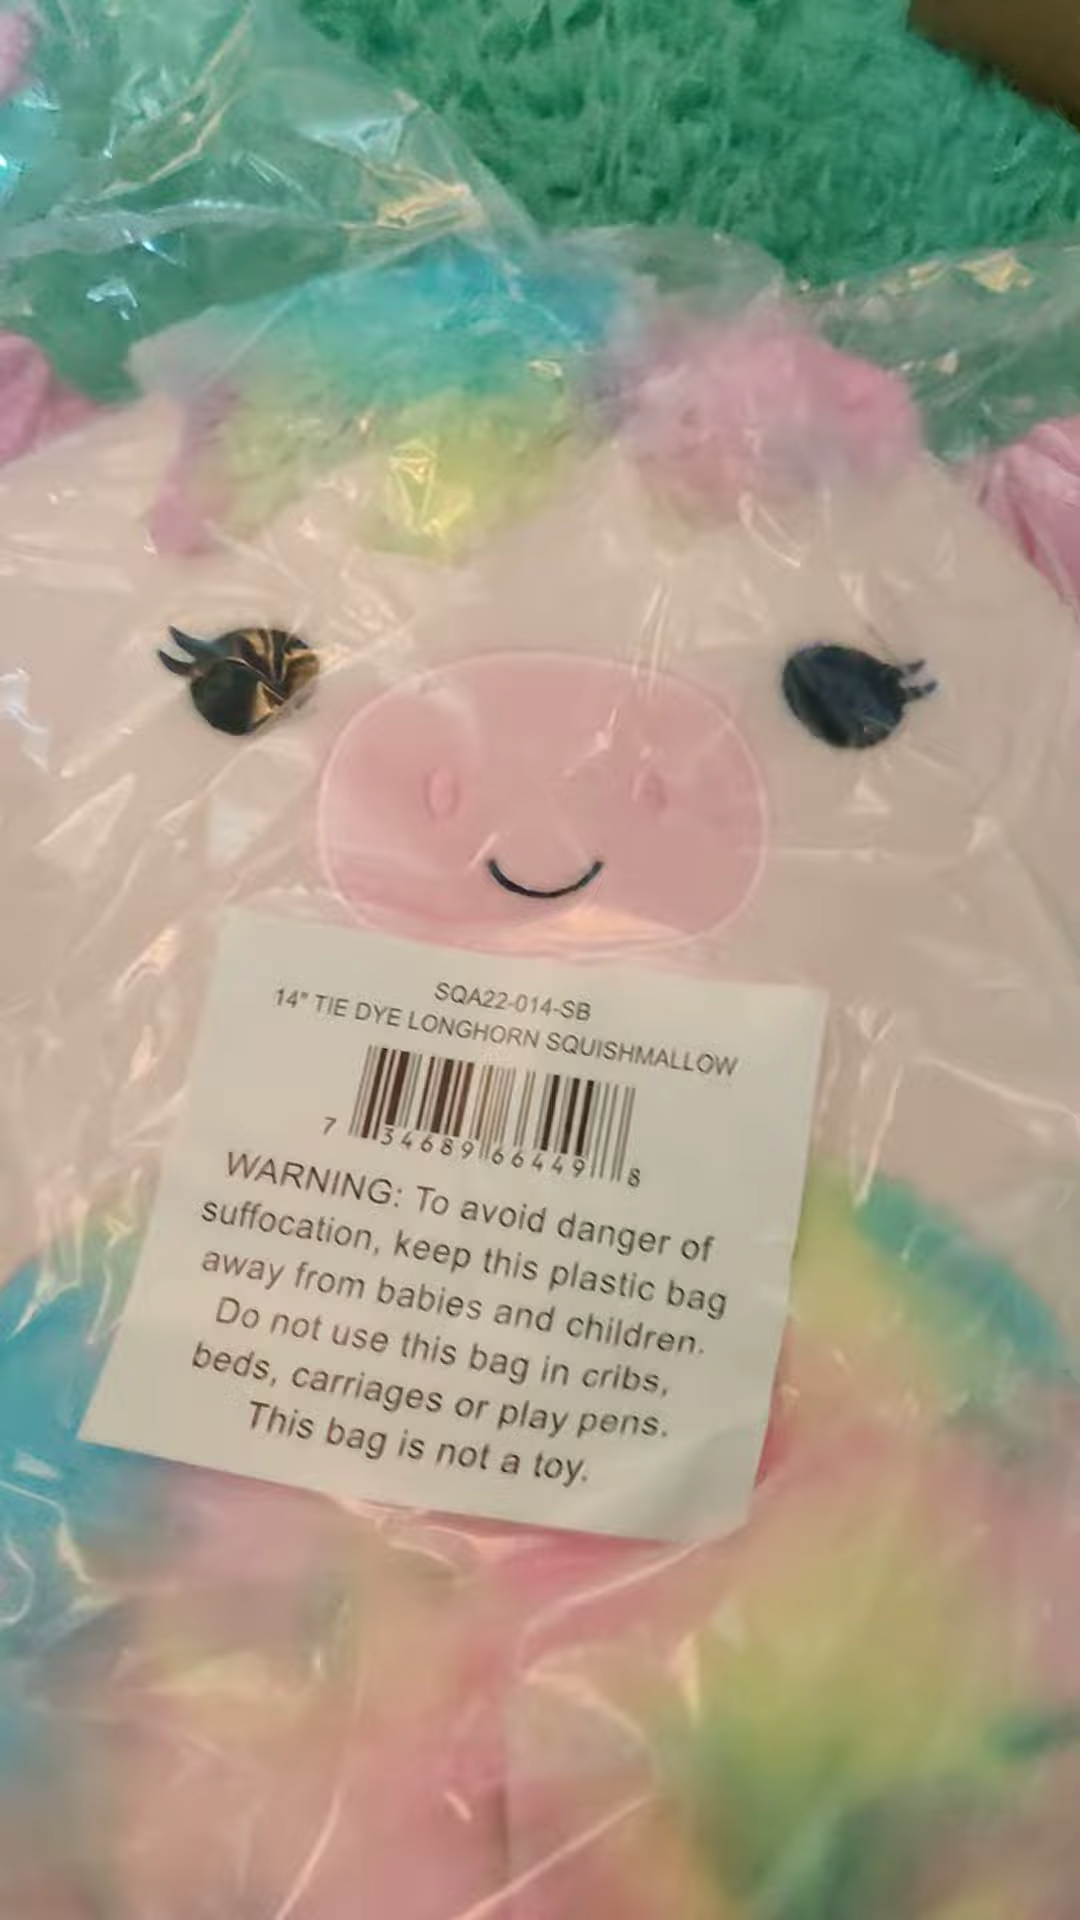 SQA22-014-SB
14" TIE DYE LONGHORN SQUISHMALLOW
7 34689 66449 8
WARNING: To avoid danger of
suffocation, keep this plastic bag
away from babies and children.
Do not use this bag in cribs,
beds, carriages or play pens.
This bag is not a toy.